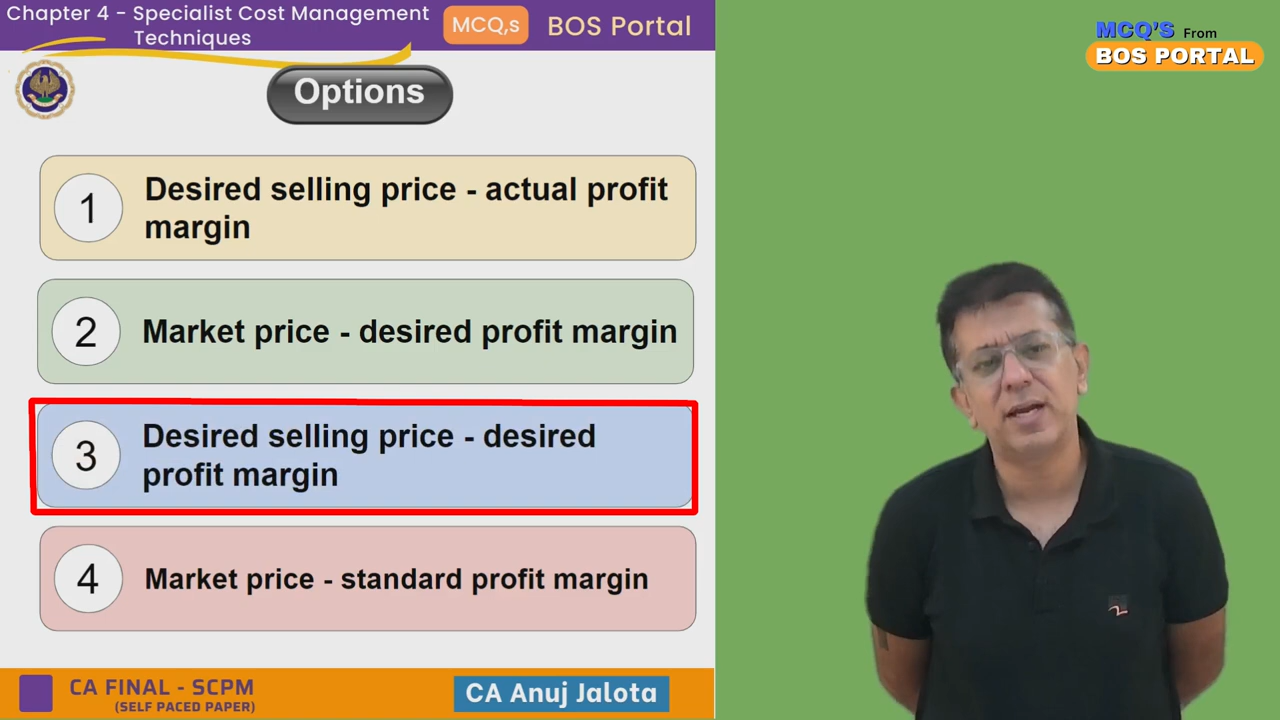 Chapter 4 - Specialist Cost Management
Techniques
MCQ,s
BOS Portal
MCQ'S From
BOS PORTAL
Options
1
Desired selling price - actual profit
margin
2
Market price - desired profit margin
3
Desired selling price - desired
profit margin
4
Market price - standard profit margin
CA FINAL - SCPM
(SELF PACED PAPER)
CA Anuj Jalota